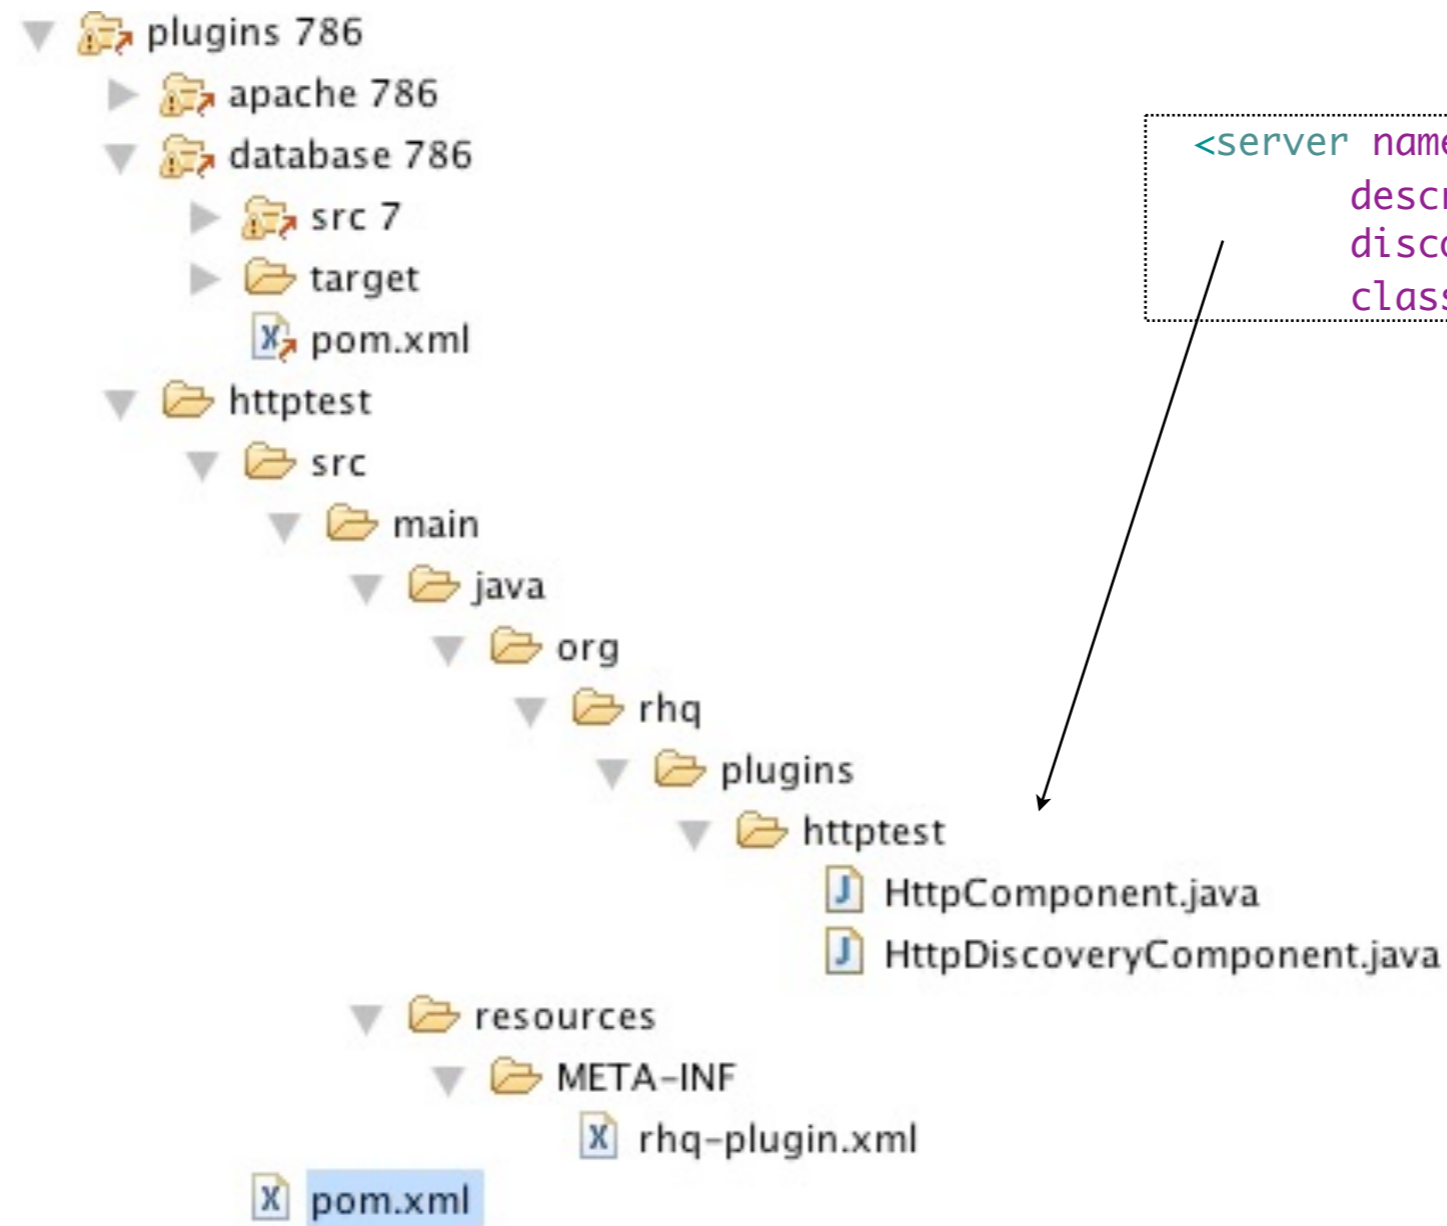 plugins 786
apache 786
database 786
src 7
target
pom.xml
httptest
src
main
java
org
rhq
plugins
httptest
HttpComponent.java
HttpDiscoveryComponent.java
resources
META-INF
rhq-plugin.xml
pom.xml
<server